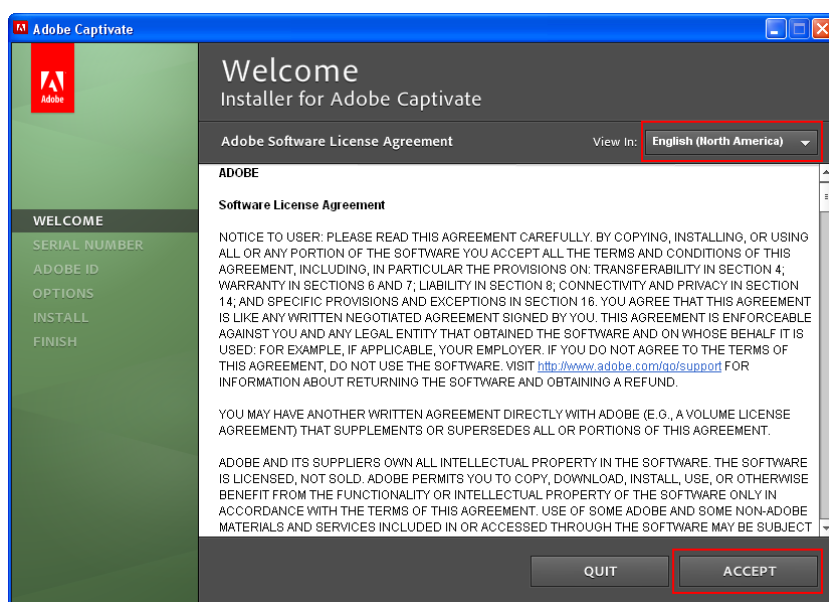 Adobe Captivate
Adobe
Welcome
Installer for Adobe Captivate
Adobe Software License Agreement
View In: English (North America)
WELCOME
SERIAL NUMBER
ADOBE ID
OPTIONS
INSTALL
FINISH
ADOBE
Software License Agreement
NOTICE TO USER: PLEASE READ THIS AGREEMENT CAREFULLY. BY COPYING, INSTALLING, OR USING
ALL OR ANY PORTION OF THE SOFTWARE YOU ACCEPT ALL THE TERMS AND CONDITIONS OF THIS
AGREEMENT, INCLUDING, IN PARTICULAR THE PROVISIONS ON: TRANSFERABILITY IN SECTION 4;
WARRANTY IN SECTIONS 6 AND 7; LIABILITY IN SECTION 8; CONNECTIVITY AND PRIVACY IN SECTION
14; AND SPECIFIC PROVISIONS AND EXCEPTIONS IN SECTION 16. YOU AGREE THAT THIS AGREEMENT
IS LIKE ANY WRITTEN NEGOTIATED AGREEMENT SIGNED BY YOU. THIS AGREEMENT IS ENFORCEABLE
AGAINST YOU AND ANY LEGAL ENTITY THAT OBTAINED THE SOFTWARE AND ON WHOSE BEHALF IT IS
USED: FOR EXAMPLE, IF APPLICABLE, YOUR EMPLOYER. IF YOU DO NOT AGREE TO THE TERMS OF
THIS AGREEMENT, DO NOT USE THE SOFTWARE. VISIT http://www.adobe.com/go/support FOR
INFORMATION ABOUT RETURNING THE SOFTWARE AND OBTAINING A REFUND.
YOU MAY HAVE ANOTHER WRITTEN AGREEMENT DIRECTLY WITH ADOBE (E.G., A VOLUME LICENSE
AGREEMENT) THAT SUPPLEMENTS OR SUPERSEDES ALL OR PORTIONS OF THIS AGREEMENT.
ADOBE AND ITS SUPPLIERS OWN ALL INTELLECTUAL PROPERTY IN THE SOFTWARE. THE SOFTWARE
IS LICENSED, NOT SOLD. ADOBE PERMITS YOU TO COPY, DOWNLOAD, INSTALL, USE, OR OTHERWISE
BENEFIT FROM THE FUNCTIONALITY OR INTELLECTUAL PROPERTY OF THE SOFTWARE ONLY IN
ACCORDANCE WITH THE TERMS OF THIS AGREEMENT. USE OF SOME ADOBE AND SOME NON-ADOBE
MATERIALS AND SERVICES INCLUDED IN OR ACCESSED THROUGH THE SOFTWARE MAY BE SUBJECT
QUIT
ACCEPT